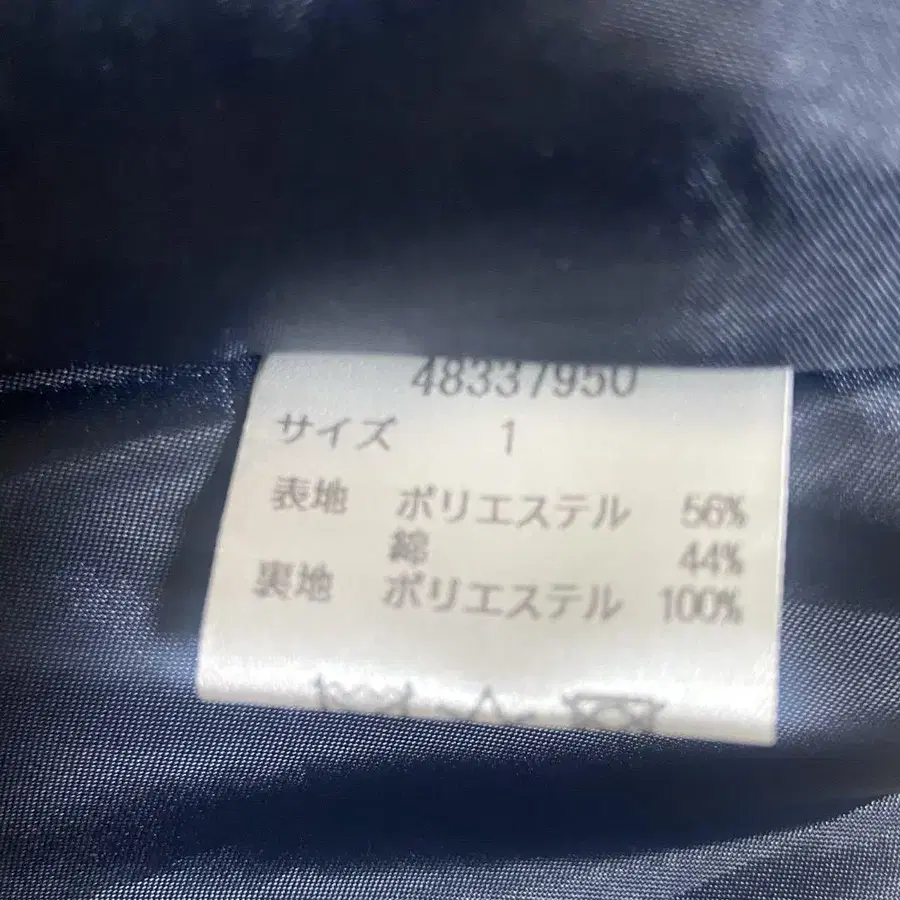 48337950
サイズ 1
表地 ポリエステル 56%
綿 44%
裏地 ポリエステル 100%